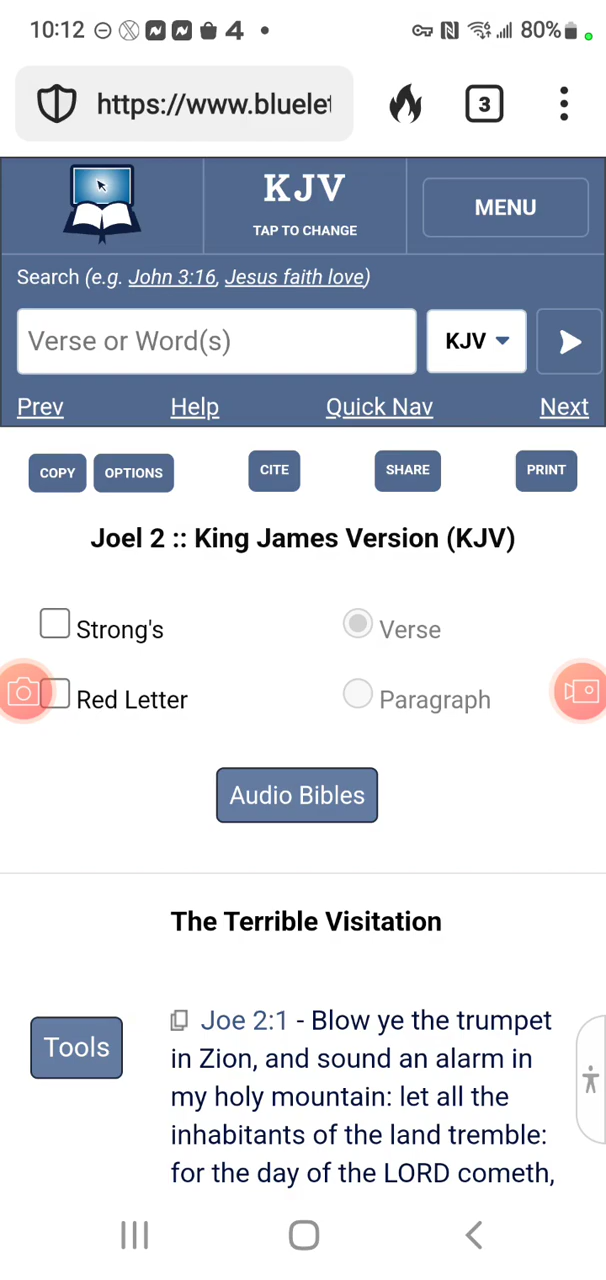 10:12 4 80%
https://www.bluelet 3
KJV
TAP TO CHANGE
MENU
Search (e.g. John 3:16, Jesus faith love)
Verse or Word(s) KJV
Prev Help Quick Nav Next
COPY OPTIONS CITE SHARE PRINT
Joel 2 :: King James Version (KJV)
Strong's Verse
Red Letter Paragraph
Audio Bibles
The Terrible Visitation
Tools
Joe 2:1 - Blow ye the trumpet
in Zion, and sound an alarm in
my holy mountain: let all the
inhabitants of the land tremble:
for the day of the LORD cometh,